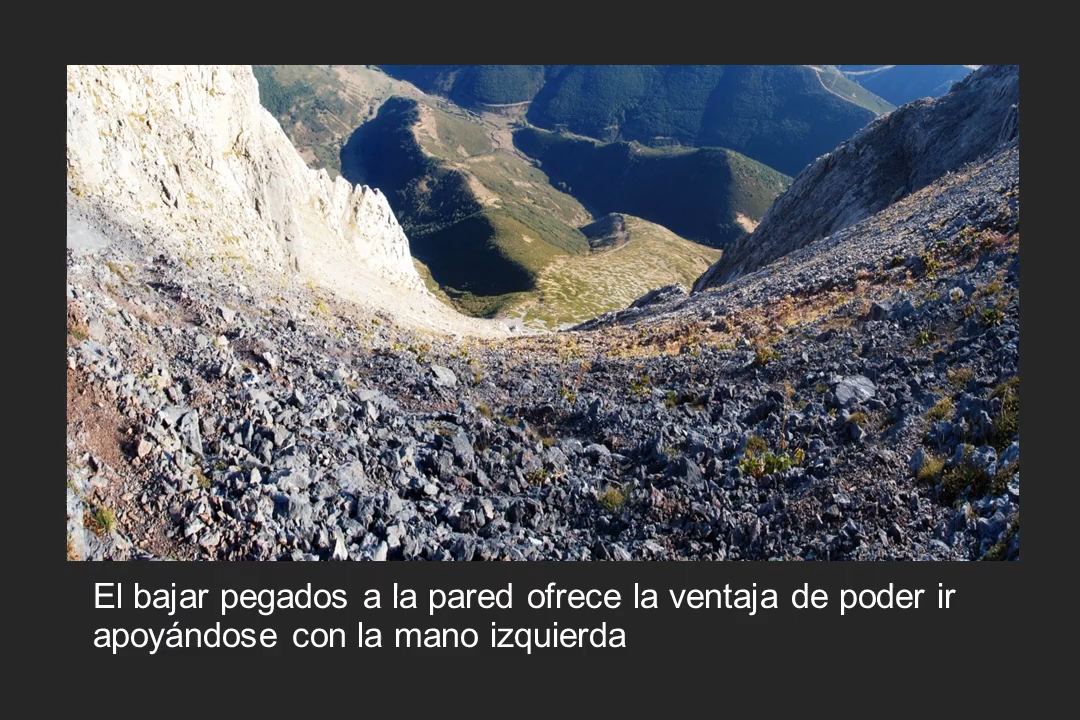 El bajar pegados a la pared ofrece la ventaja de poder ir
apoyándose con la mano izquierda